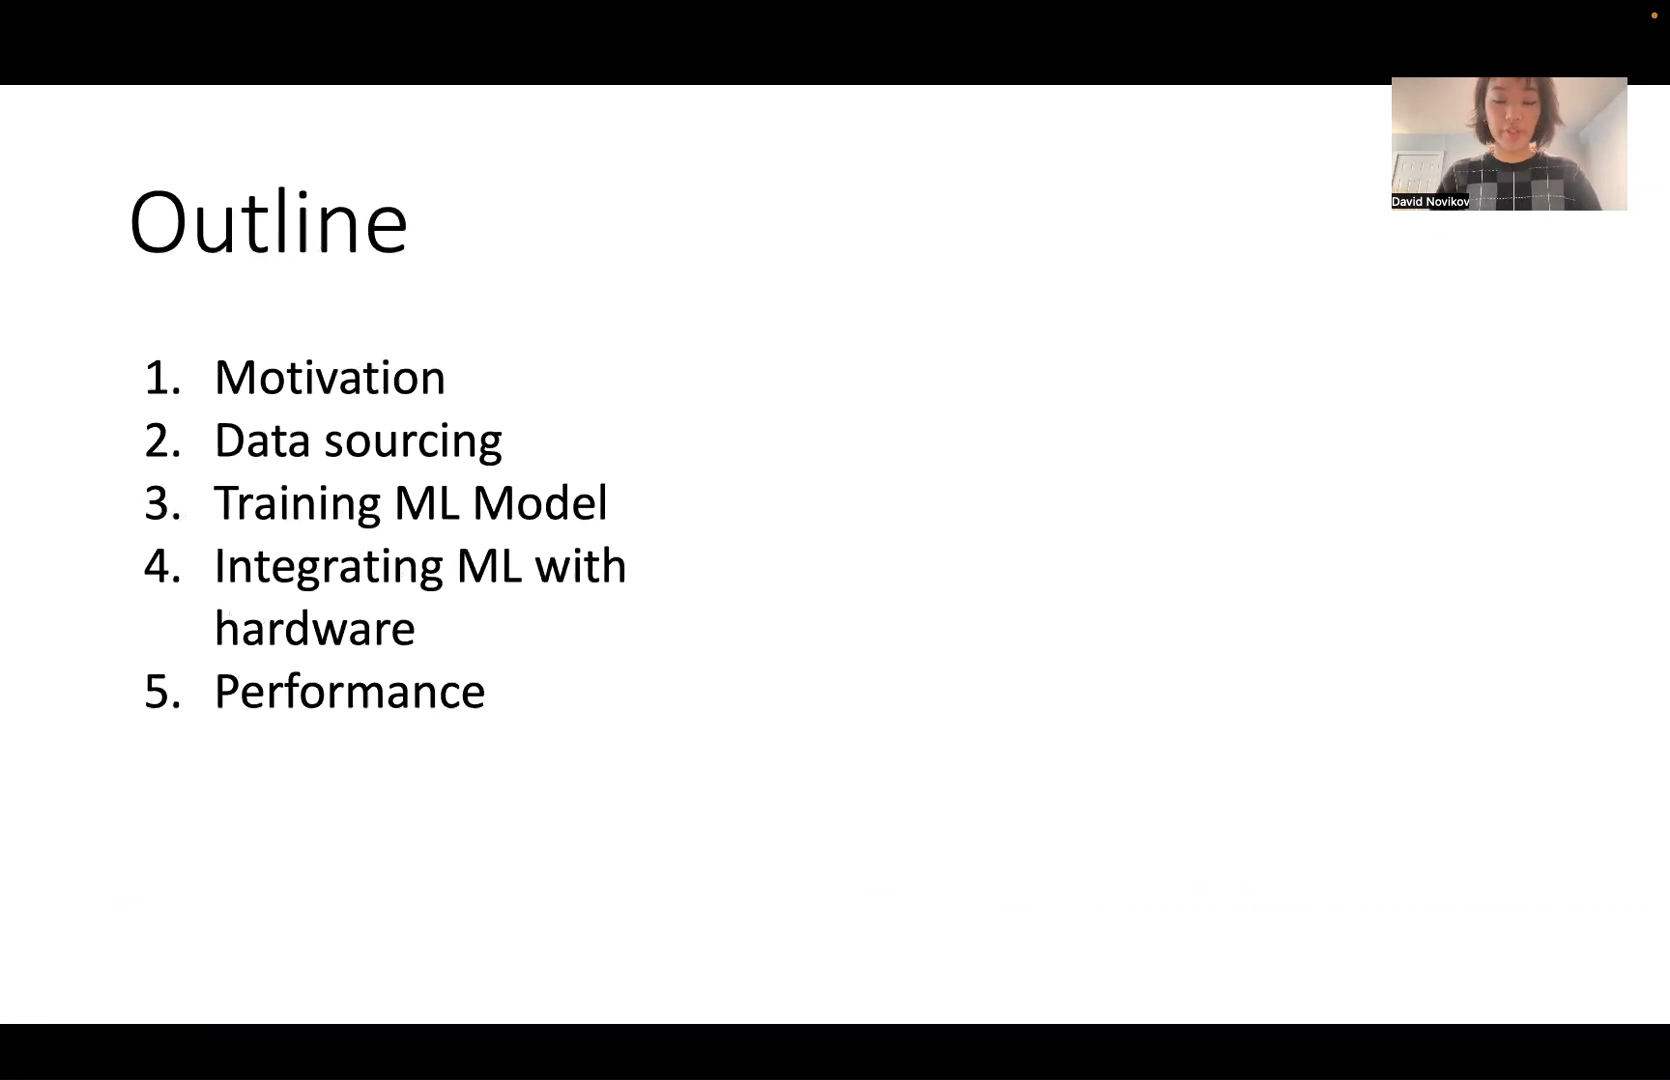 David Novikov
Outline
1. Motivation
2. Data sourcing
3. Training ML Model
4. Integrating ML with
hardware
5. Performance